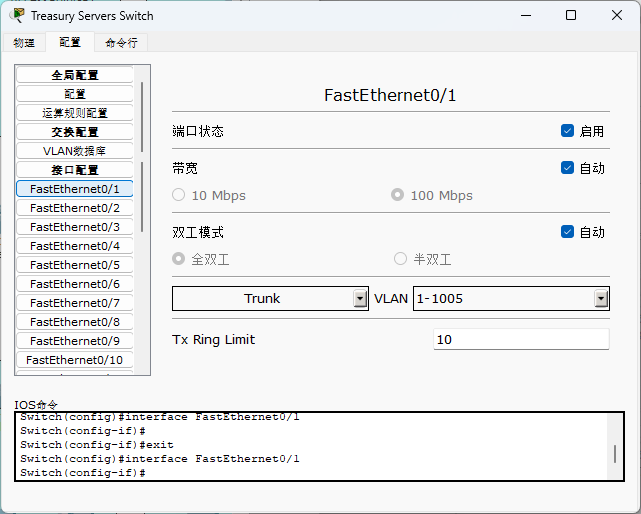 Treasury Servers Switch
物理 配置 命令行
全局配置
配置
运算规则配置
交换配置
VLAN数据库
接口配置
FastEthernet0/1
FastEthernet0/2
FastEthernet0/3
FastEthernet0/4
FastEthernet0/5
FastEthernet0/6
FastEthernet0/7
FastEthernet0/8
FastEthernet0/9
FastEthernet0/10
FastEthernet0/1
端口状态 启用
带宽 自动
10 Mbps 100 Mbps
双工模式 自动
全双工 半双工
Trunk VLAN 1-1005
Tx Ring Limit 10
IOS命令
Switch(config)#interface FastEthernet0/1
Switch(config-if)#
Switch(config-if)#exit
Switch(config)#interface FastEthernet0/1
Switch(config-if)#